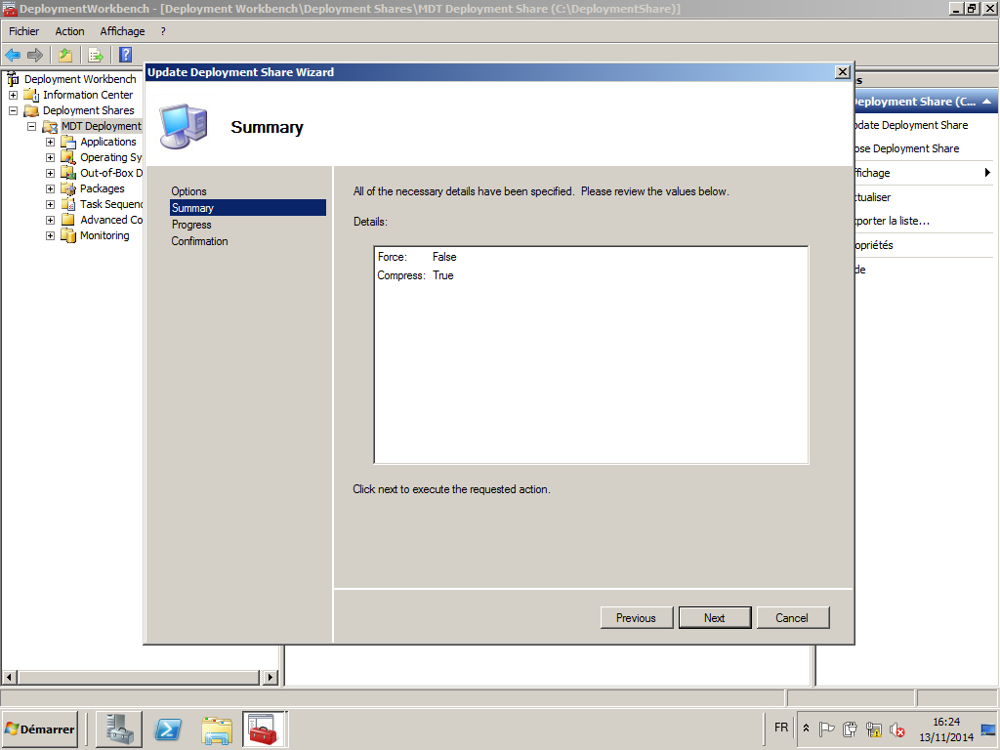 DeploymentWorkbench - [Deployment Workbench\Deployment Shares\MDT Deployment Share (C:\DeploymentShare)]
Fichier Action Affichage ?
Deployment Workbench
Information Center
Deployment Shares
MDT Deployment
Applications
Operating Sy
Out-of-Box D
Packages
Task Sequenc
Advanced Co
Monitoring
Update Deployment Share Wizard
Summary
Options
Summary
Progress
Confirmation
All of the necessary details have been specified. Please review the values below.
Details:
Force: False
Compress: True
Click next to execute the requested action.
Previous Next Cancel
s
Deployment Share (C...
pdate Deployment Share
ose Deployment Share
ffichage
ctualiser
xporter la liste...
opriétés
de
Démarrer
FR
16:24
13/11/2014